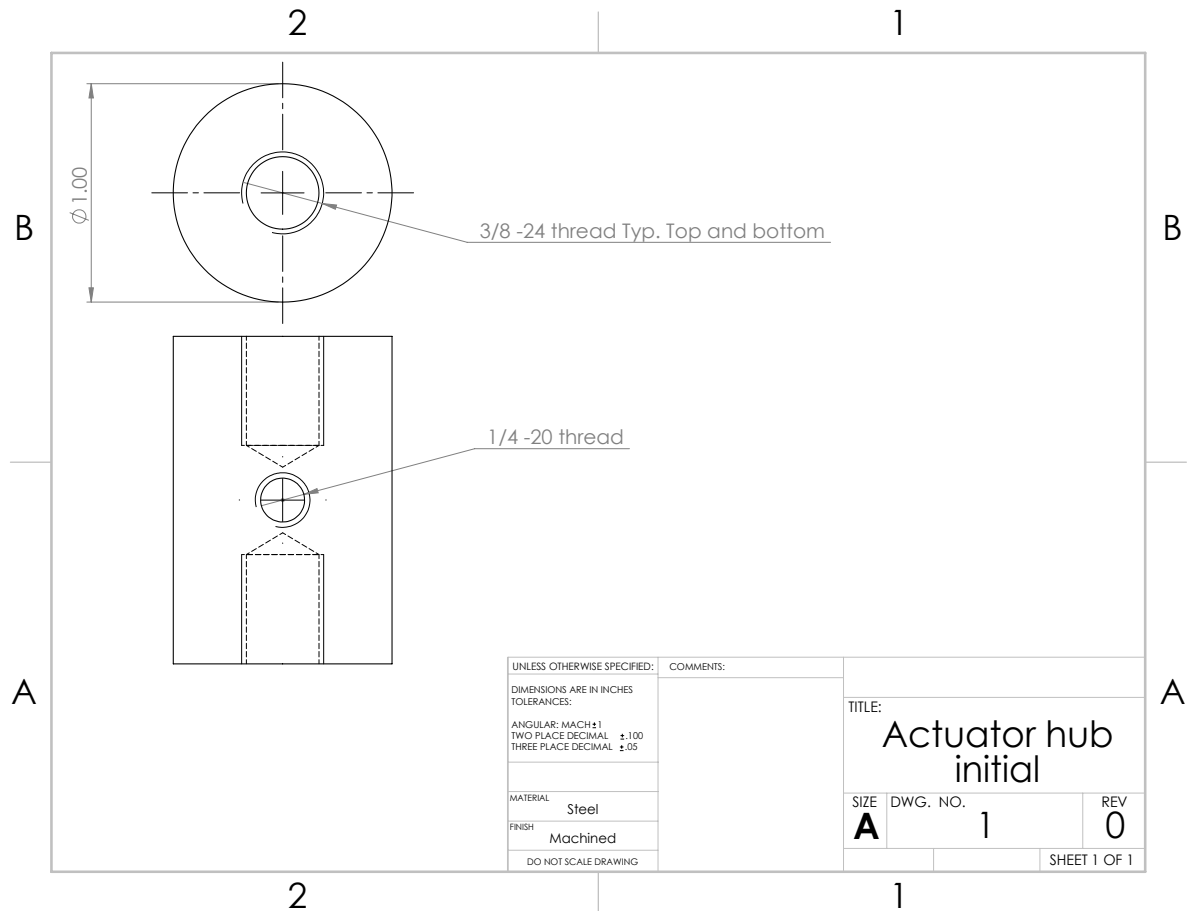 2 1
⌀ 1.00
B B
3/8 -24 thread Typ. Top and bottom
1/4 -20 thread
A A
UNLESS OTHERWISE SPECIFIED:
DIMENSIONS ARE IN INCHES
TOLERANCES:
ANGULAR: MACH±1
TWO PLACE DECIMAL ±.100
THREE PLACE DECIMAL ±.05
MATERIAL
Steel
FINISH
Machined
DO NOT SCALE DRAWING
COMMENTS:
TITLE:
Actuator hub
initial
SIZE DWG. NO. REV
A 1 0
SHEET 1 OF 1
2 1